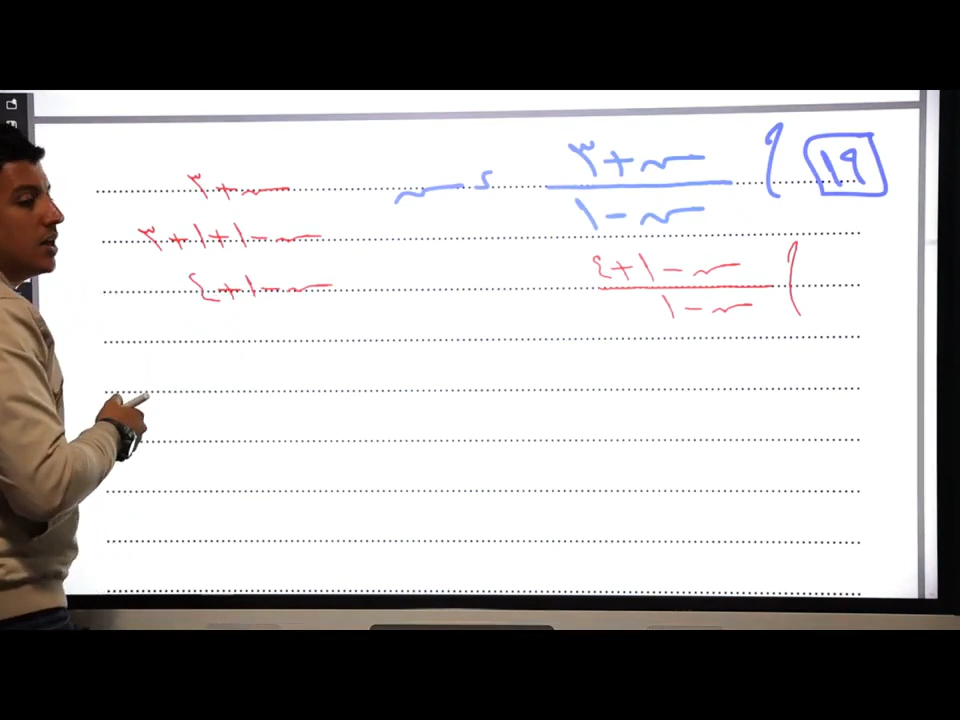 ١٩ ∫ (س + ٣)/(س − ١) ء س
∫ (س − ١ + ٤)/(س − ١)
س + ٣
س − ١ + ١ + ٣
س − ١ + ٤